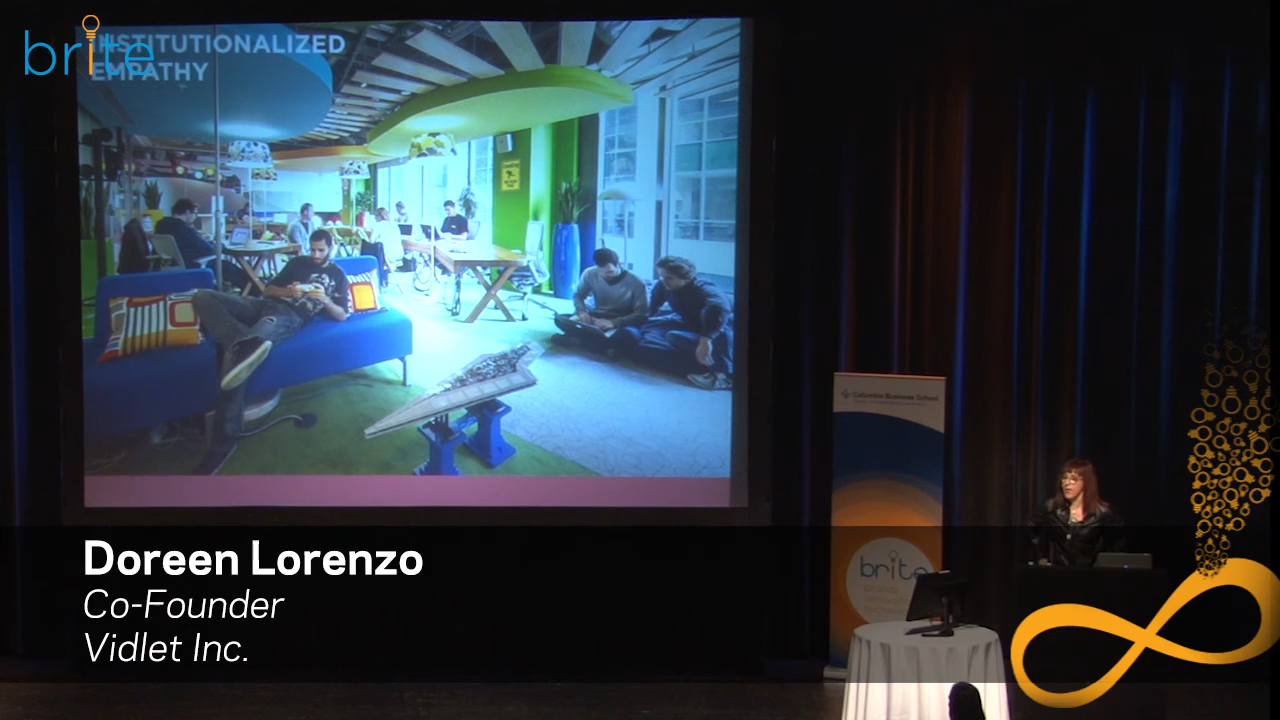 brite
INSTITUTIONALIZED
EMPATHY
Columbia Business School
brite
Doreen Lorenzo
Co-Founder
Vidlet Inc.